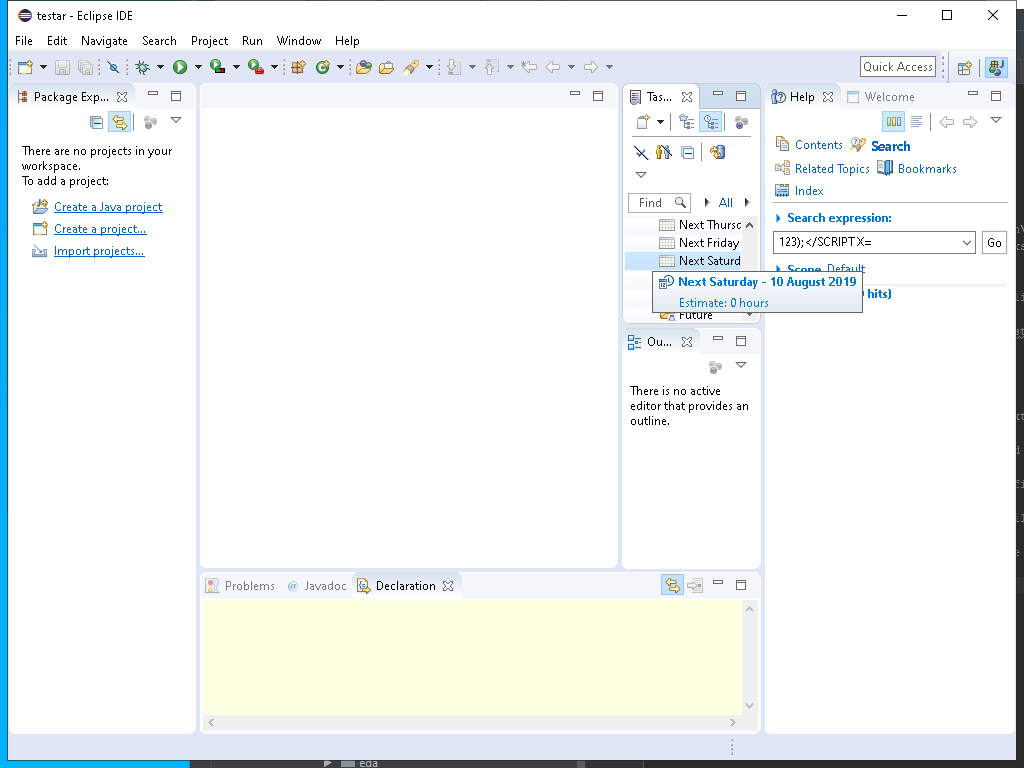 testar - Eclipse IDE
File Edit Navigate Search Project Run Window Help
Quick Access
Package Exp...
There are no projects in your
workspace.
To add a project:
Create a Java project
Create a project...
Import projects...
Tas...
Find
All
Next Thursc
Next Friday
Next Saturd
Next Saturday - 10 August 2019
Estimate: 0 hours
Future
Ou...
There is no active
editor that provides an
outline.
Help
Welcome
Contents
Search
Related Topics
Bookmarks
Index
Search expression:
123);</SCRIPT X=
Go
Scope Default
hits)
Problems
@ Javadoc
Declaration
eda